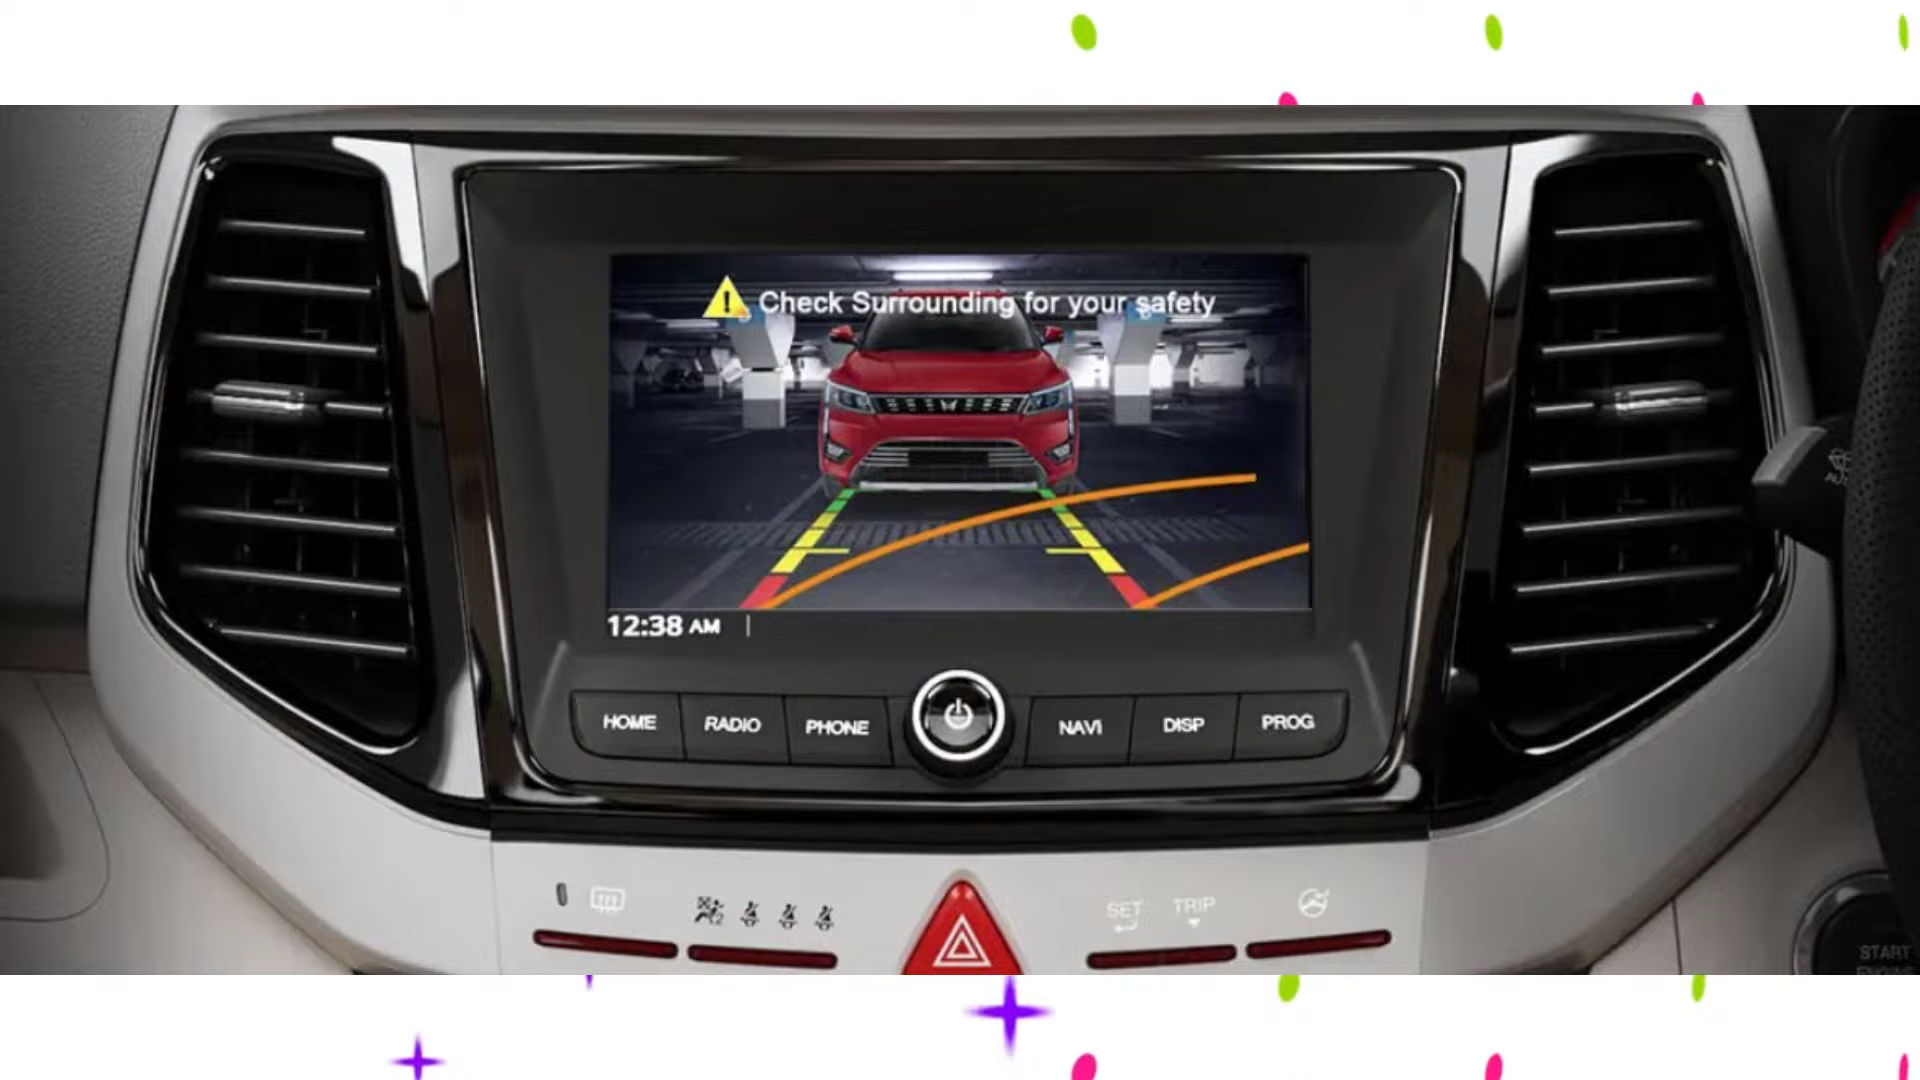 Check Surrounding for your safety
12:38 AM
HOME RADIO PHONE NAVI DISP PROG
SET TRIP
START